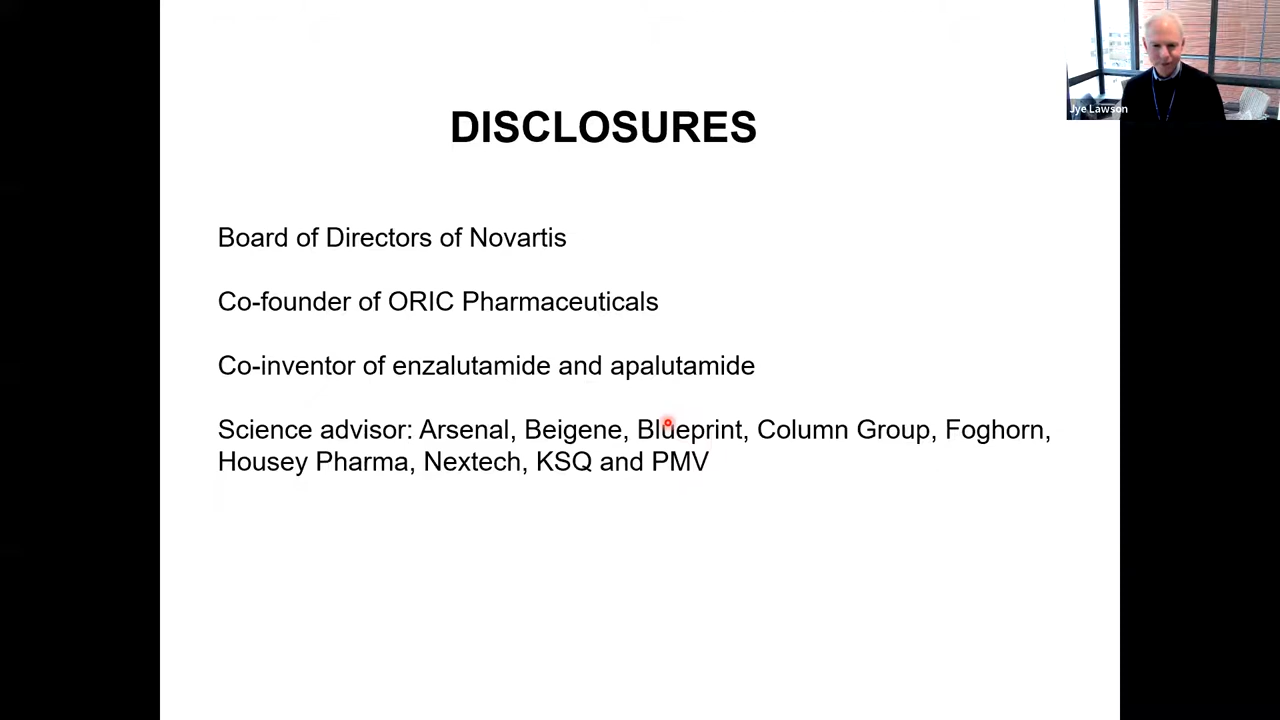 DISCLOSURES
Jye Lawson
Board of Directors of Novartis
Co-founder of ORIC Pharmaceuticals
Co-inventor of enzalutamide and apalutamide
Science advisor: Arsenal, Beigene, Blueprint, Column Group, Foghorn,
Housey Pharma, Nextech, KSQ and PMV